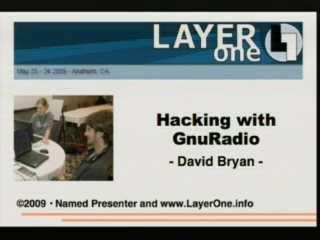 LAYER
one
May 23 - 24 2009 - Anaheim, CA
Hacking with
GnuRadio
- David Bryan -
©2009 · Named Presenter and www.LayerOne.info